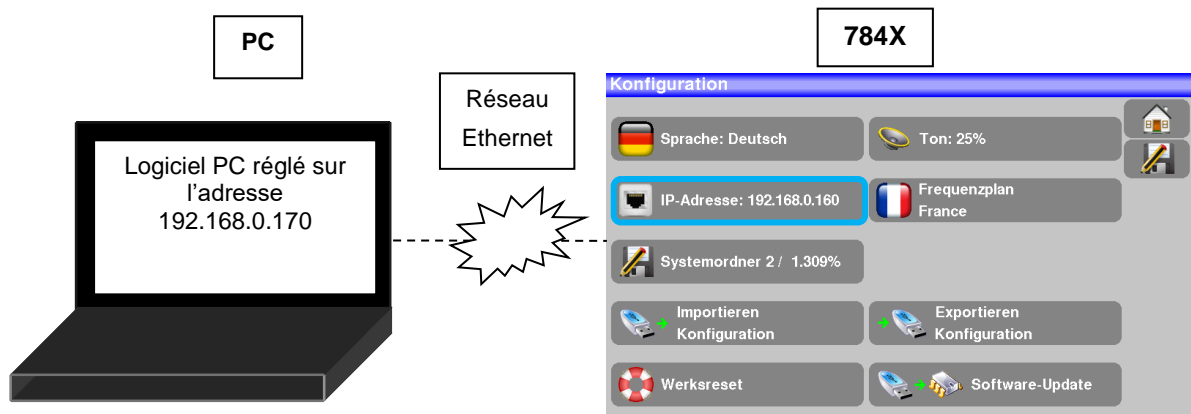 PC
784X
Réseau
Ethernet
Logiciel PC réglé sur
l'adresse
192.168.0.170
Konfiguration
Sprache: Deutsch
Ton: 25%
IP-Adresse: 192.168.0.160
Frequenzplan
France
Systemordner 2 / 1.309%
Importieren
Konfiguration
Exportieren
Konfiguration
Werksreset
Software-Update